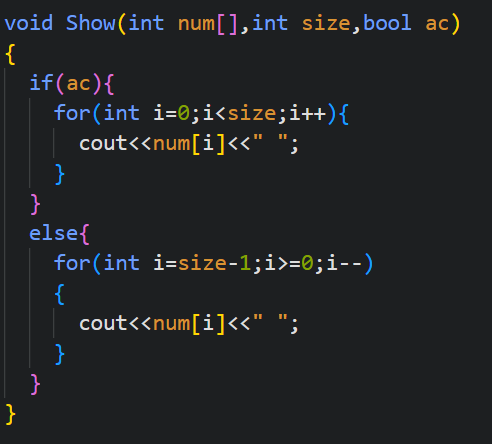 void Show(int num[],int size,bool ac)
{
  if(ac){
    for(int i=0;i<size;i++){
      cout<<num[i]<<" ";
    }
  }
  else{
    for(int i=size-1;i>=0;i--)
    {
      cout<<num[i]<<" ";
    }
  }
}